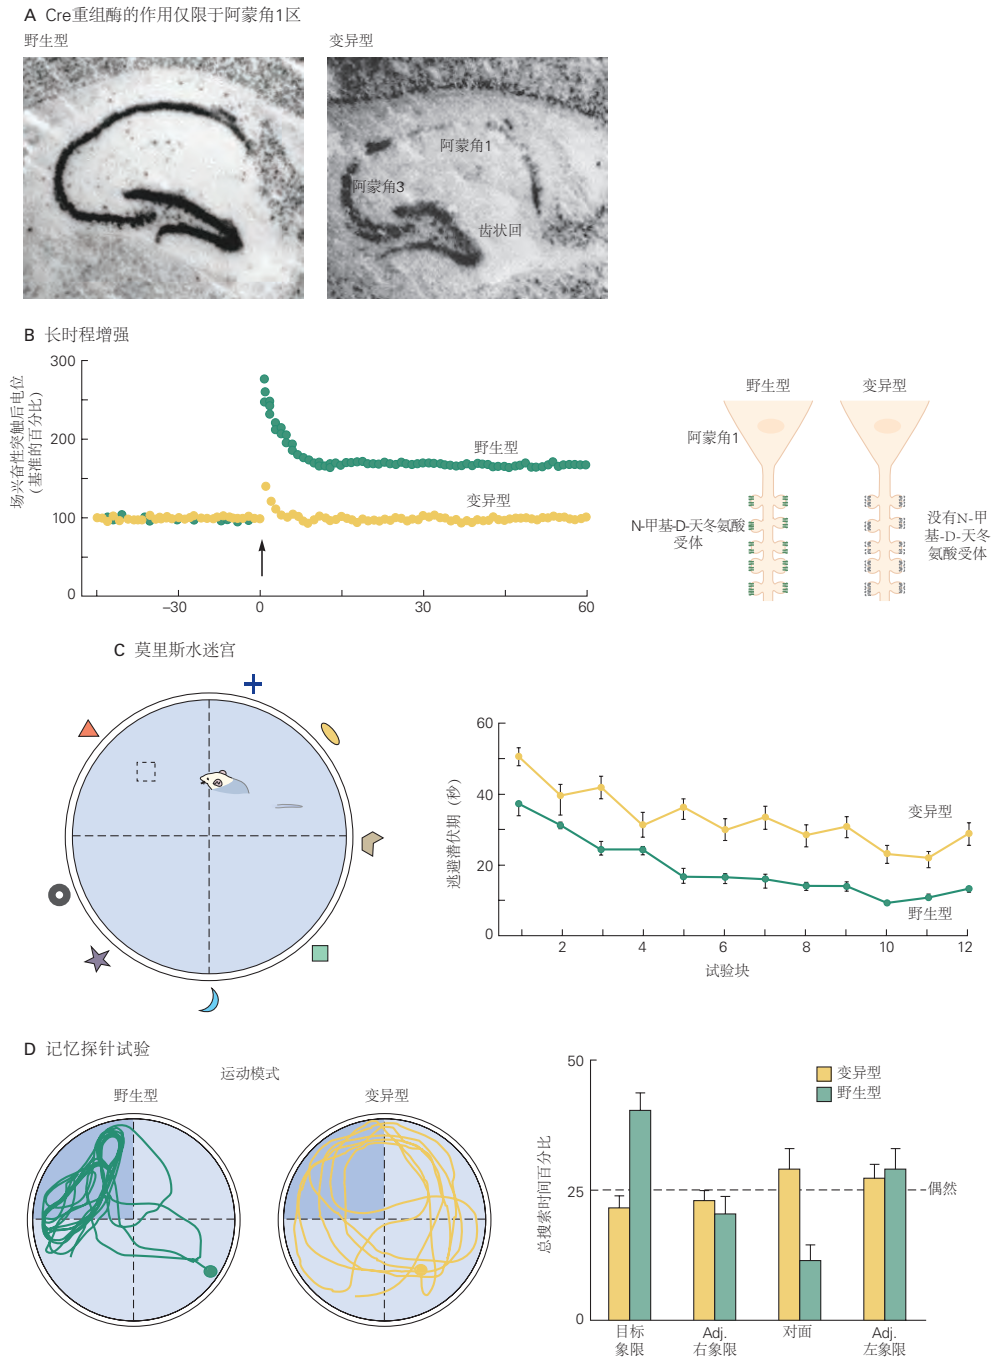 A Cre重组酶的作用仅限于阿蒙角1区
野生型
变异型
阿蒙角1
阿蒙角3
齿状回
B 长时程增强
场兴奋性突触后电位
(基准的百分比)
300
200
100
0
−30
0
30
60
野生型
变异型
野生型
变异型
阿蒙角1
N-甲基-D-天冬氨酸
受体
没有N-甲
基-D-天冬
氨酸受体
C 莫里斯水迷宫
逃避潜伏期 (秒)
60
40
20
0
2
4
6
8
10
12
试验块
变异型
野生型
D 记忆探针试验
运动模式
野生型
变异型
总搜索时间百分比
50
25
0
变异型
野生型
偶然
目标
象限
Adj.
右象限
对面
Adj.
左象限